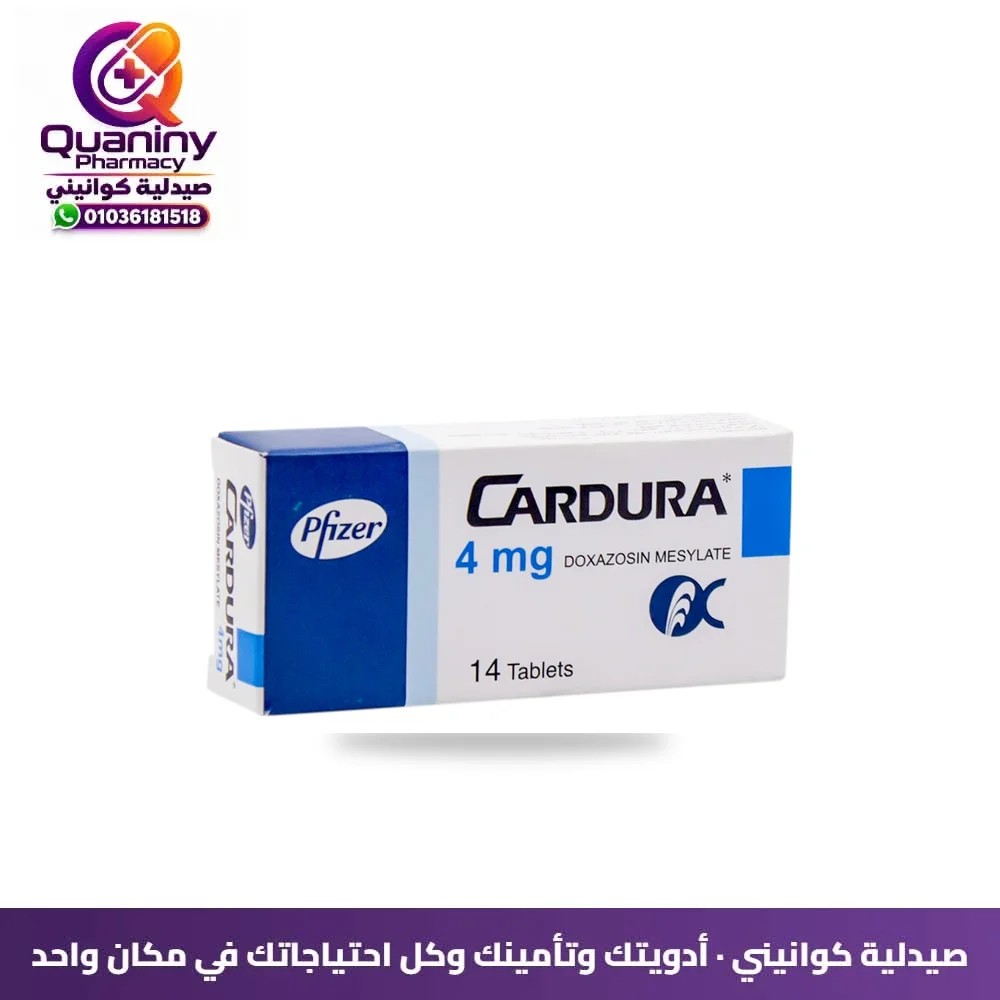 Quaniny
Pharmacy
صيدلية كوانيني
01036181518
Pfizer
CARDURA*
4 mg DOXAZOSIN MESYLATE
14 Tablets
Pfizer
CARDURA*
DOXAZOSIN MESYLATE 4mg
صيدلية كوانيني · أدويتك وتأمينك وكل احتياجاتك في مكان واحد